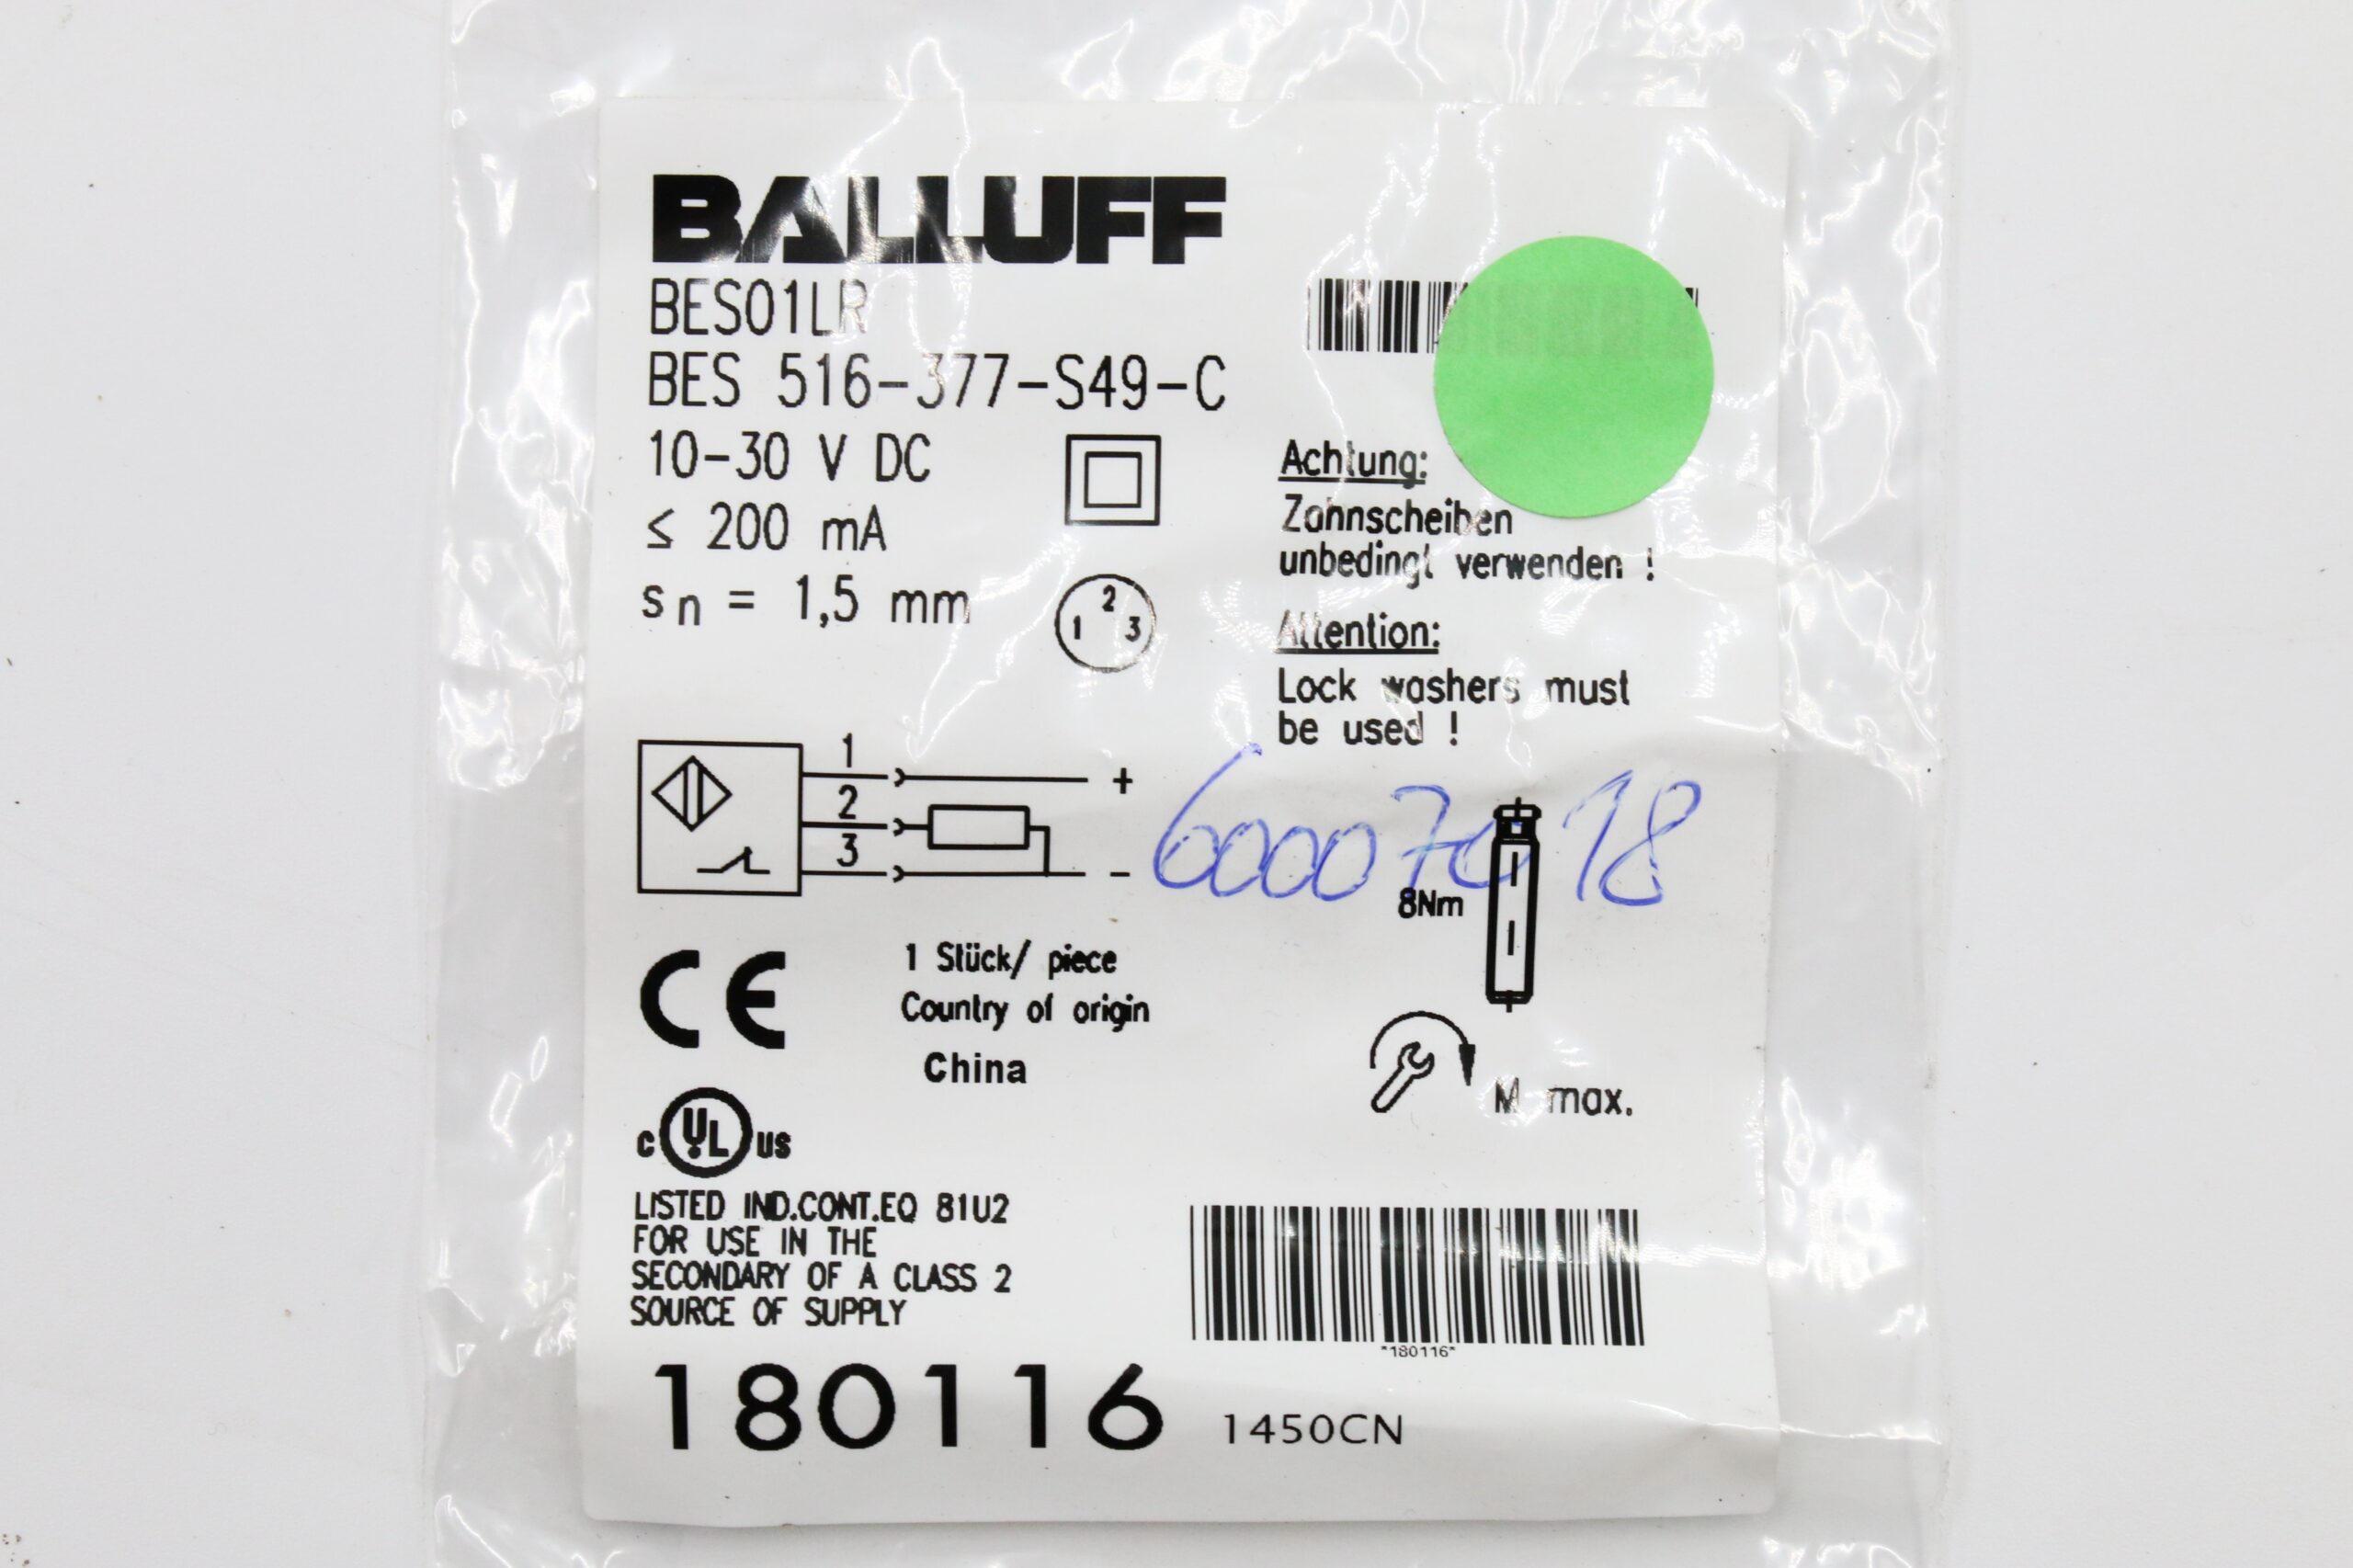 BALLUFF
BES01LR
BES 516-377-S49-C
10-30 V DC
≤ 200 mA
sn = 1,5 mm
1 2 3
Achtung:
Zahnscheiben
unbedingt verwenden !
Attention:
Lock washers must
be used !
1 +
2
3 -
8Nm
M max.
CE
1 Stück/ piece
Country of origin
China
c UL us
LISTED IND.CONT.EQ 81U2
FOR USE IN THE
SECONDARY OF A CLASS 2
SOURCE OF SUPPLY
*180116*
180116 1450CN